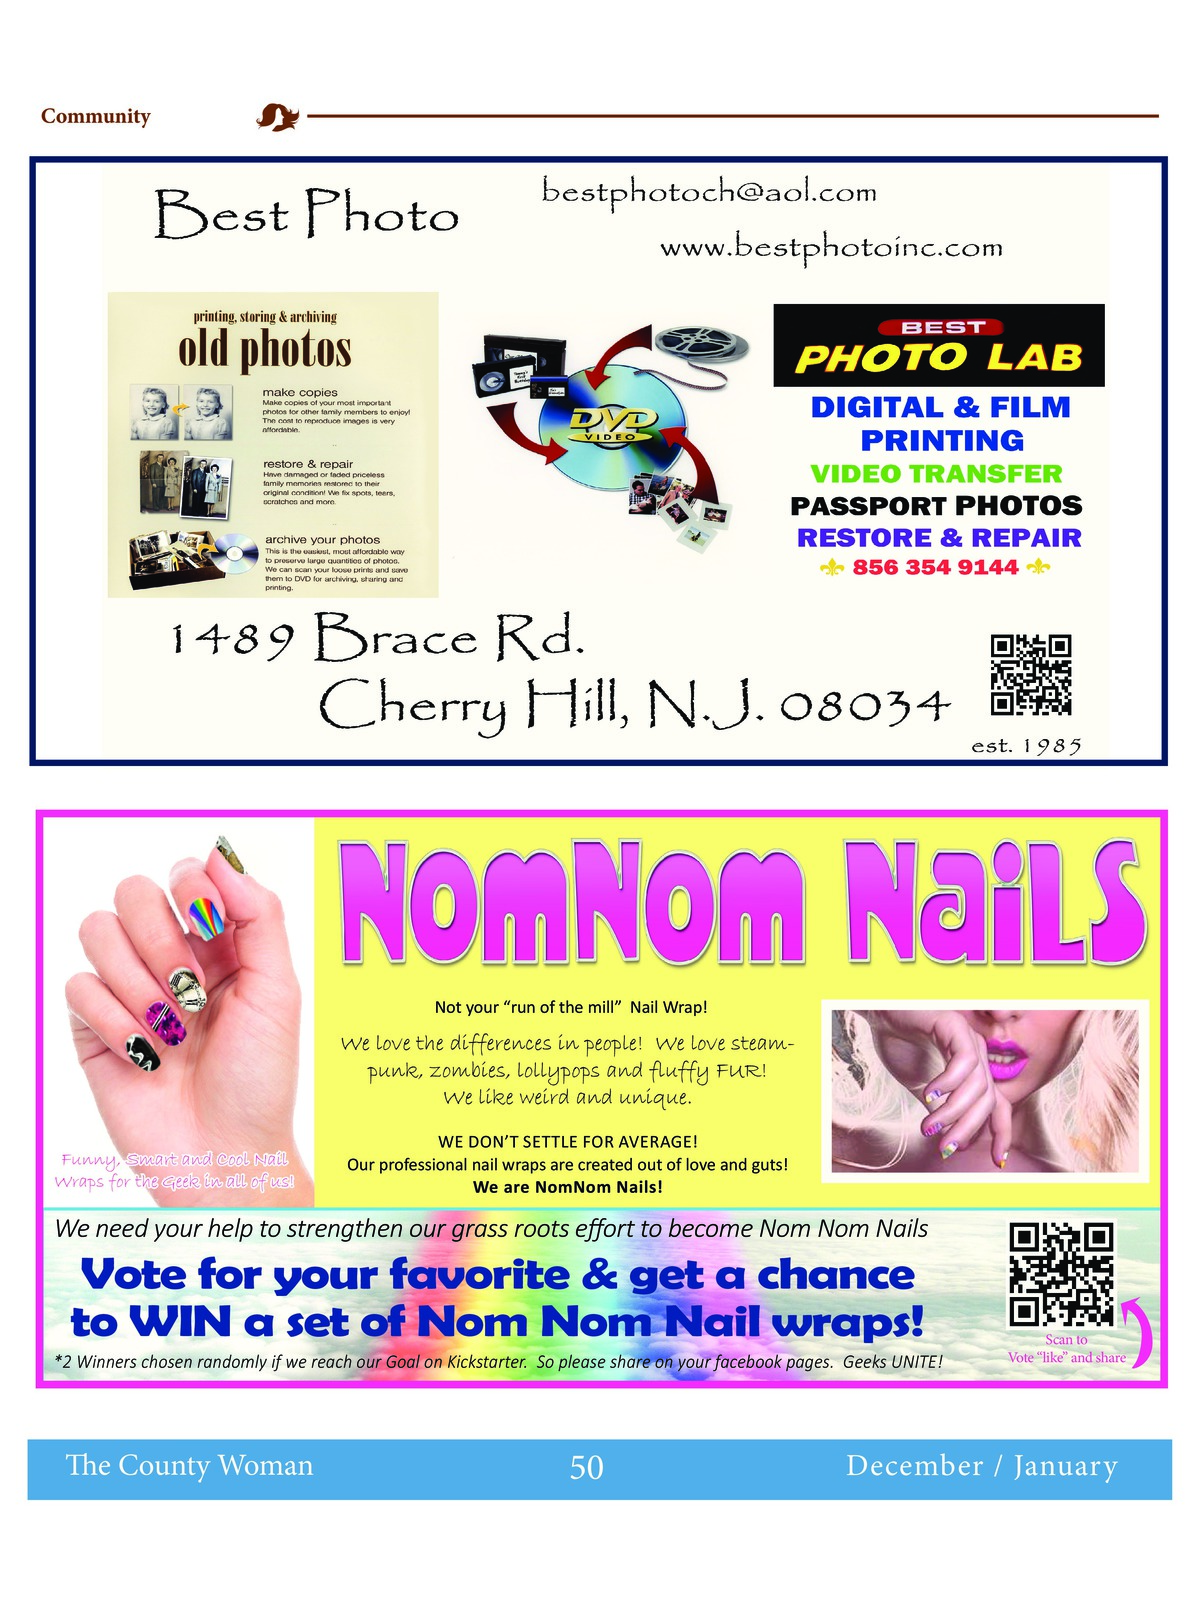 Community
Best Photo
bestphotoch@aol.com
www.bestphotoinc.com
printing, storing & archiving
old photos
make copies
Make copies of your most important
photos for other family members to enjoy!
The cost to reproduce images is very
affordable.
restore & repair
Have damaged or faded priceless
family memories restored to their
original condition! We fix spots, tears,
scratches and more.
archive your photos
This is the easiest, most affordable way
to preserve large quantities of photos.
We can scan your loose prints and save
them to DVD for archiving, sharing and
printing.
DVD
VIDEO
BEST
PHOTO LAB
DIGITAL & FILM
PRINTING
VIDEO TRANSFER
PASSPORT PHOTOS
RESTORE & REPAIR
856 354 9144
1489 Brace Rd.
Cherry Hill, N.J. 08034
est. 1985
NomNom NaiLS
Not your “run of the mill”  Nail Wrap!
We love the differences in people!  We love steam-
punk, zombies, lollypops and fluffy FUR!
We like weird and unique.
WE DON’T SETTLE FOR AVERAGE!
Our professional nail wraps are created out of love and guts!
We are NomNom Nails!
Funny, Smart and Cool Nail
Wraps for the Geek in all of us!
We need your help to strengthen our grass roots effort to become Nom Nom Nails
Vote for your favorite & get a chance
to WIN a set of Nom Nom Nail wraps!
*2 Winners chosen randomly if we reach our Goal on Kickstarter.  So please share on your facebook pages.  Geeks UNITE!
Scan to
Vote “like” and share
The County Woman
50
December / January